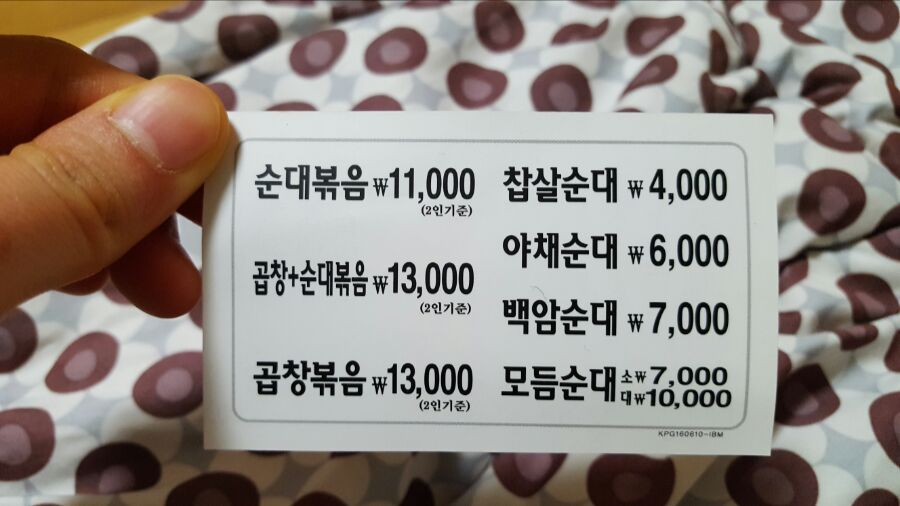 순대볶음 ₩11,000
(2인기준)
곱창+순대볶음 ₩13,000
(2인기준)
곱창볶음 ₩13,000
(2인기준)
찹살순대 ₩4,000
야채순대 ₩6,000
백암순대 ₩7,000
모듬순대 소₩7,000
대₩10,000
KPG160610-IBM